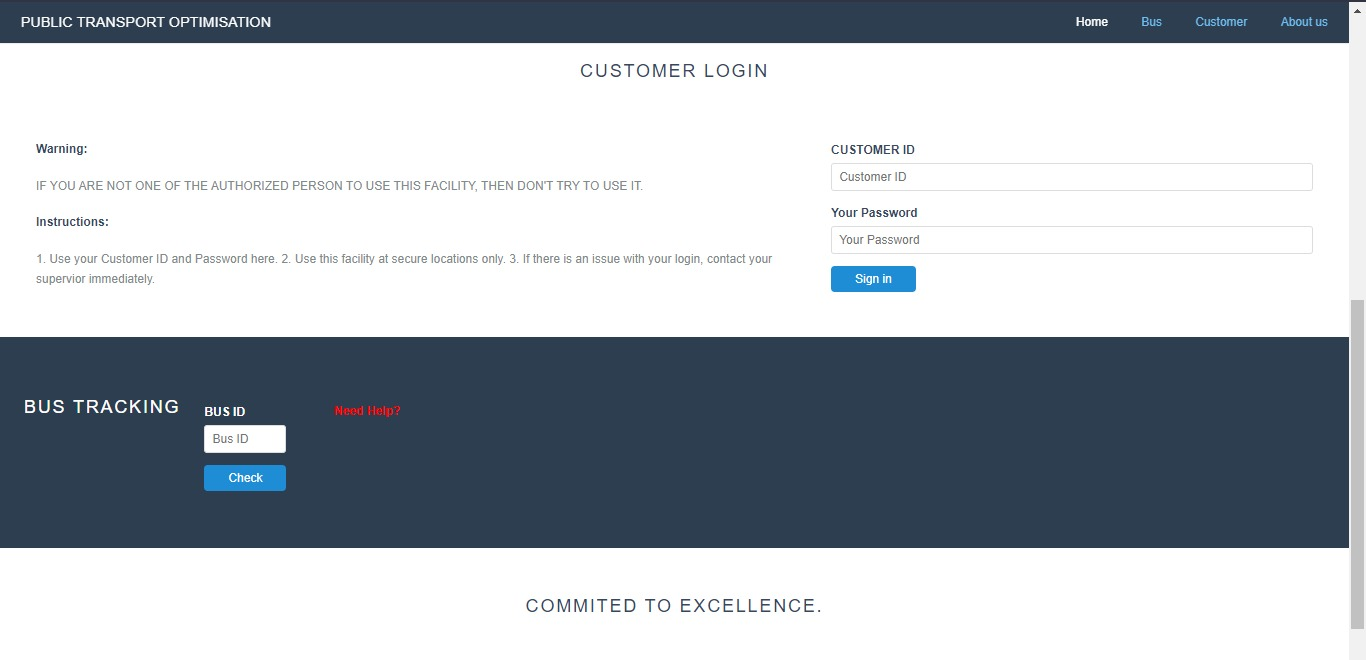 PUBLIC TRANSPORT OPTIMISATION
Home Bus Customer About us
CUSTOMER LOGIN
Warning:
IF YOU ARE NOT ONE OF THE AUTHORIZED PERSON TO USE THIS FACILITY, THEN DON'T TRY TO USE IT.
Instructions:
1. Use your Customer ID and Password here. 2. Use this facility at secure locations only. 3. If there is an issue with your login, contact your
supervior immediately.
CUSTOMER ID
Customer ID
Your Password
Your Password
Sign in
BUS TRACKING
BUS ID
Bus ID
Check
Need Help?
COMMITED TO EXCELLENCE.